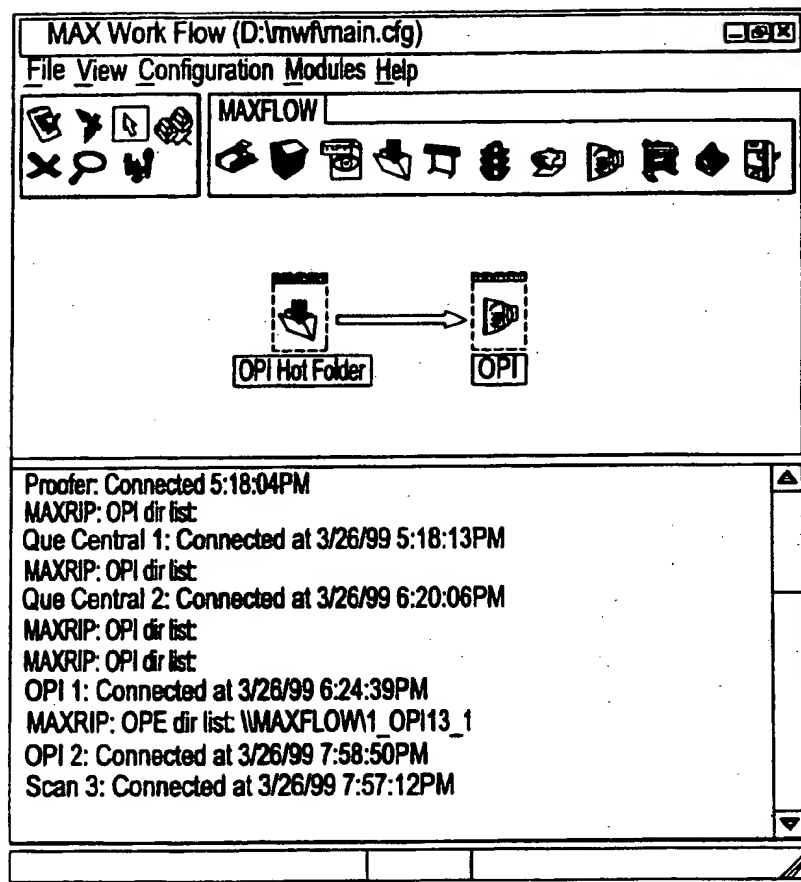 MAX Work Flow (D:\mwf\main.cfg)
File View Configuration Modules Help
MAXFLOW
OPI Hot Folder
OPI
Proofer: Connected 5:18:04PM
MAXRIP: OPI dir list:
Que Central 1: Connected at 3/26/99 5:18:13PM
MAXRIP: OPI dir list:
Que Central 2: Connected at 3/26/99 6:20:06PM
MAXRIP: OPI dir list:
MAXRIP: OPI dir list:
OPI 1: Connected at 3/26/99 6:24:39PM
MAXRIP: OPE dir list: \\MAXFLOW\1_OPI13_1
OPI 2: Connected at 3/26/99 7:58:50PM
Scan 3: Connected at 3/26/99 7:57:12PM